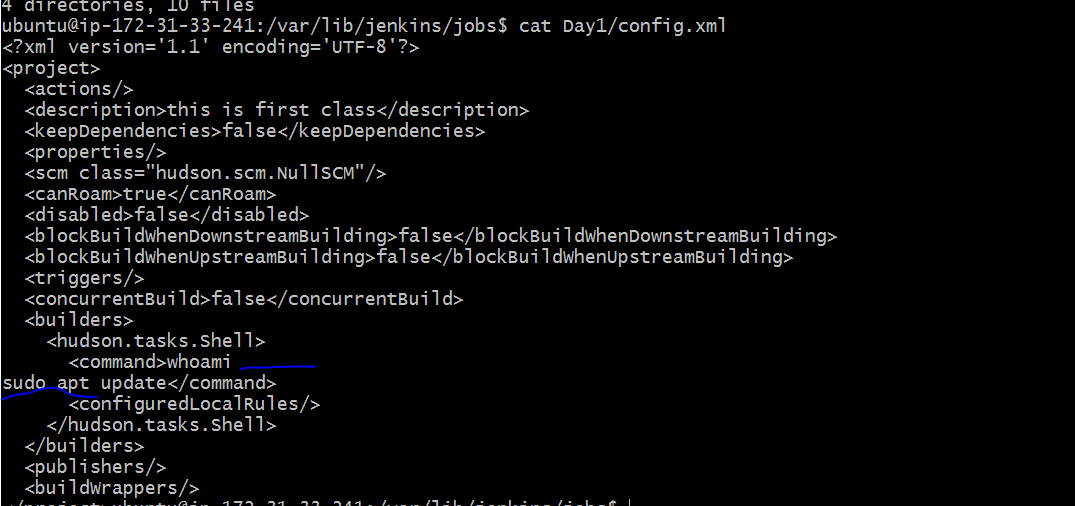 4 directories, 10 files
ubuntu@ip-172-31-33-241:/var/lib/jenkins/jobs$ cat Day1/config.xml
<?xml version='1.1' encoding='UTF-8'?>
<project>
  <actions/>
  <description>this is first class</description>
  <keepDependencies>false</keepDependencies>
  <properties/>
  <scm class="hudson.scm.NullSCM"/>
  <canRoam>true</canRoam>
  <disabled>false</disabled>
  <blockBuildWhenDownstreamBuilding>false</blockBuildWhenDownstreamBuilding>
  <blockBuildWhenUpstreamBuilding>false</blockBuildWhenUpstreamBuilding>
  <triggers/>
  <concurrentBuild>false</concurrentBuild>
  <builders>
    <hudson.tasks.Shell>
      <command>whoami
sudo apt update</command>
      <configuredLocalRules/>
    </hudson.tasks.Shell>
  </builders>
  <publishers/>
  <buildWrappers/>
</project>ubuntu@ip-172-31-33-241:/var/lib/jenkins/jobs$